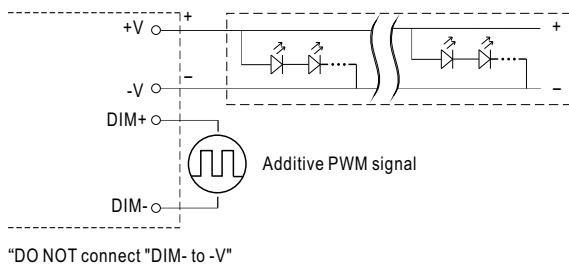 +V +
+
-V −
−
DIM+
Additive PWM signal
DIM-
“DO NOT connect "DIM- to -V"